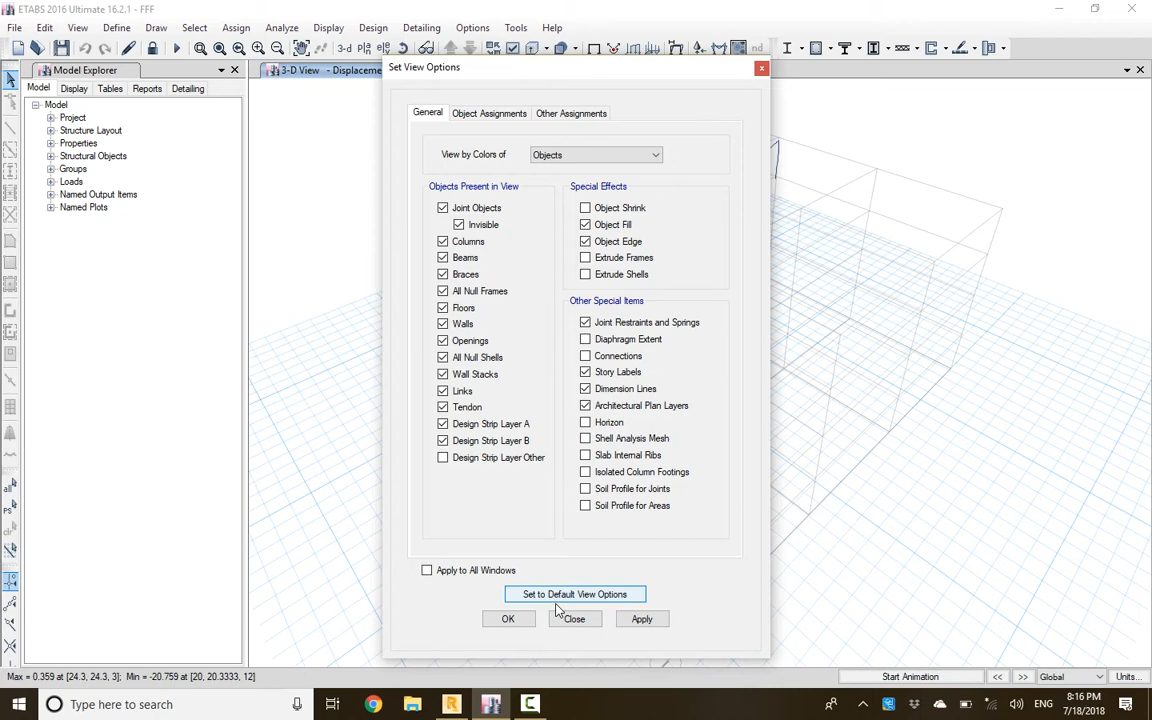 ETABS 2016 Ultimate 16.2.1 - FFF
File Edit View Define Draw Select Assign Analyze Display Design Detailing Options Tools Help
3-d
nd
Model Explorer
3-D View - Displaceme
Model Display Tables Reports Detailing
Model
Project
Structure Layout
Properties
Structural Objects
Groups
Loads
Named Output Items
Named Plots
Set View Options
General Object Assignments Other Assignments
View by Colors of Objects
Objects Present in View
Joint Objects
Invisible
Columns
Beams
Braces
All Null Frames
Floors
Walls
Openings
All Null Shells
Wall Stacks
Links
Tendon
Design Strip Layer A
Design Strip Layer B
Design Strip Layer Other
Special Effects
Object Shrink
Object Fill
Object Edge
Extrude Frames
Extrude Shells
Other Special Items
Joint Restraints and Springs
Diaphragm Extent
Connections
Story Labels
Dimension Lines
Architectural Plan Layers
Horizon
Shell Analysis Mesh
Slab Internal Ribs
Isolated Column Footings
Soil Profile for Joints
Soil Profile for Areas
Apply to All Windows
Set to Default View Options
OK Close Apply
all
PS
clr
Max = 0.359 at [24.3, 24.3, 3]; Min = -20.759 at [20, 20.3333, 12]
Start Animation << >> Global Units...
Type here to search
ENG
8:16 PM
7/18/2018